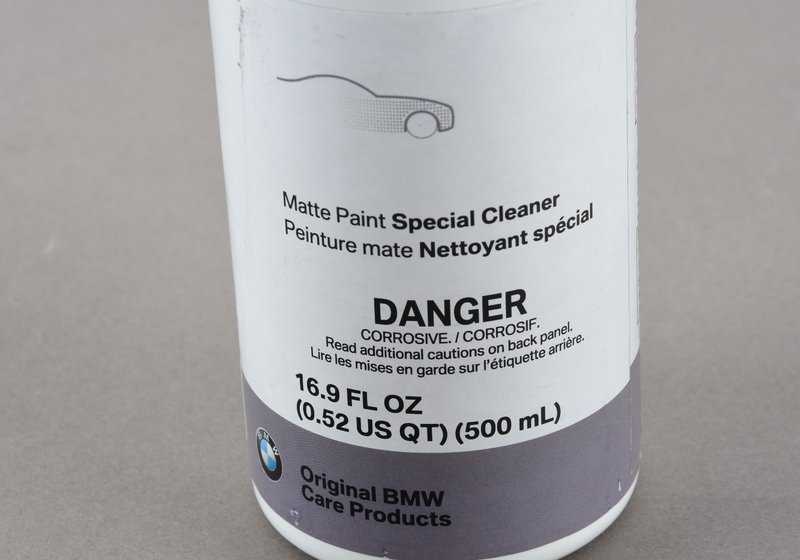 Matte Paint Special Cleaner
Peinture mate Nettoyant spécial
DANGER
CORROSIVE. / CORROSIF.
Read additional cautions on back panel.
Lire les mises en garde sur l'étiquette arrière.
16.9 FL OZ
(0.52 US QT) (500 mL)
BMW
Original BMW
Care Products